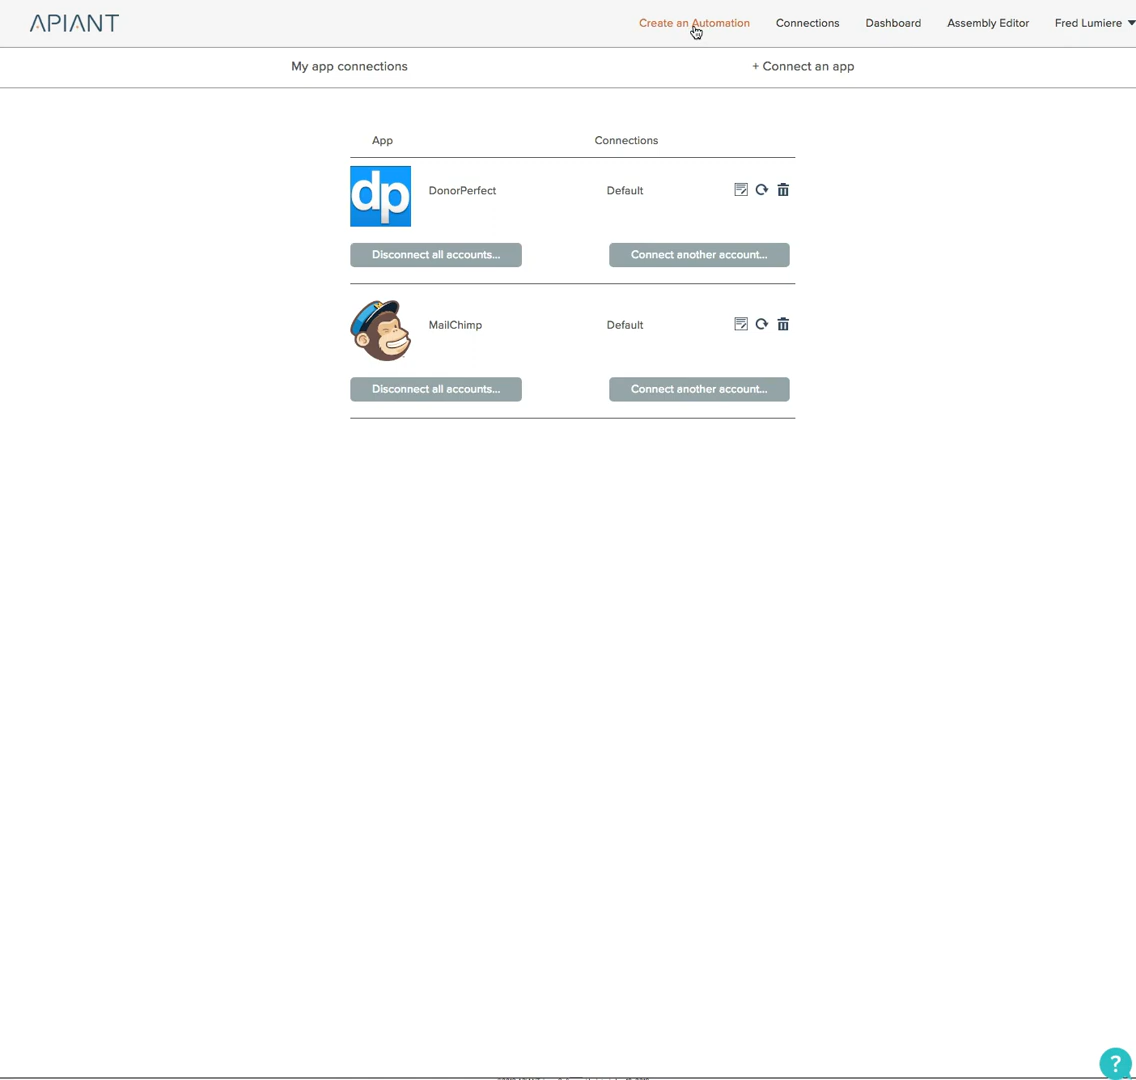 APIANT
Create an Automation Connections Dashboard Assembly Editor Fred Lumiere
My app connections + Connect an app
App Connections
dp DonorPerfect Default
Disconnect all accounts... Connect another account...
MailChimp Default
Disconnect all accounts... Connect another account...
?